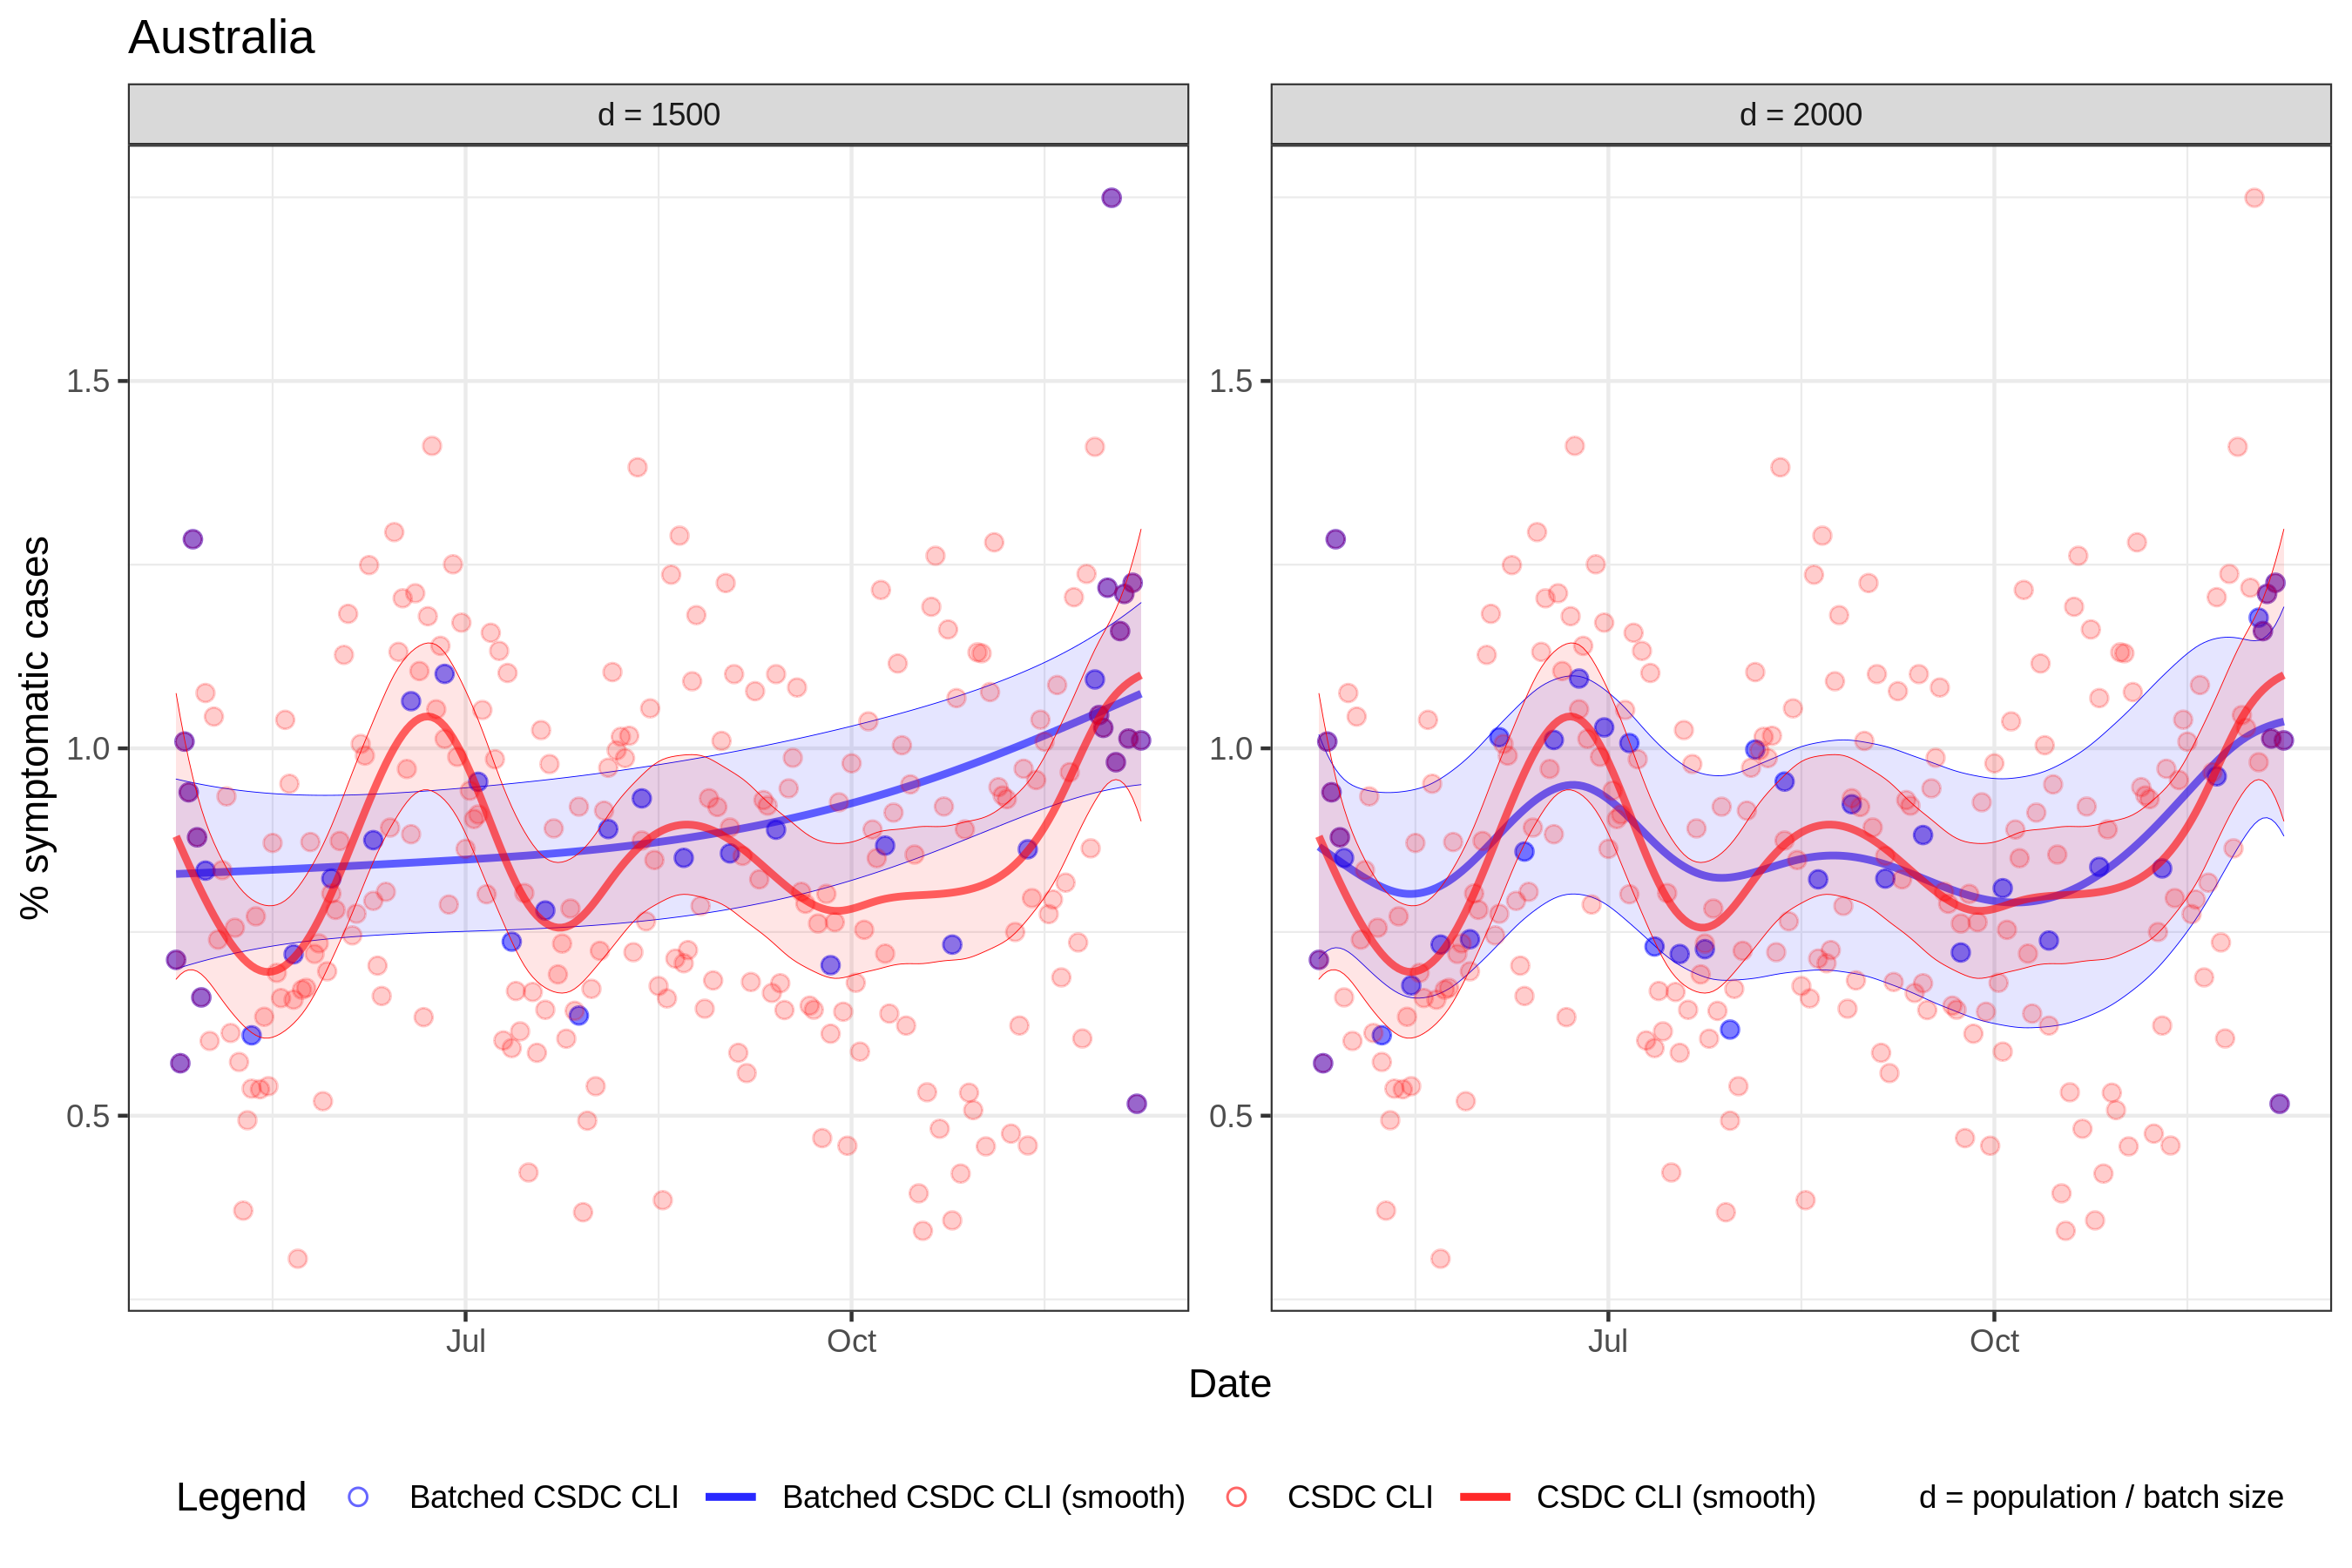 Australia
d = 1500
d = 2000
% symptomatic cases
1.5
1.0
0.5
1.5
1.0
0.5
Jul
Oct
Jul
Oct
Date
Legend
Batched CSDC CLI
Batched CSDC CLI (smooth)
CSDC CLI
CSDC CLI (smooth)
d = population / batch size